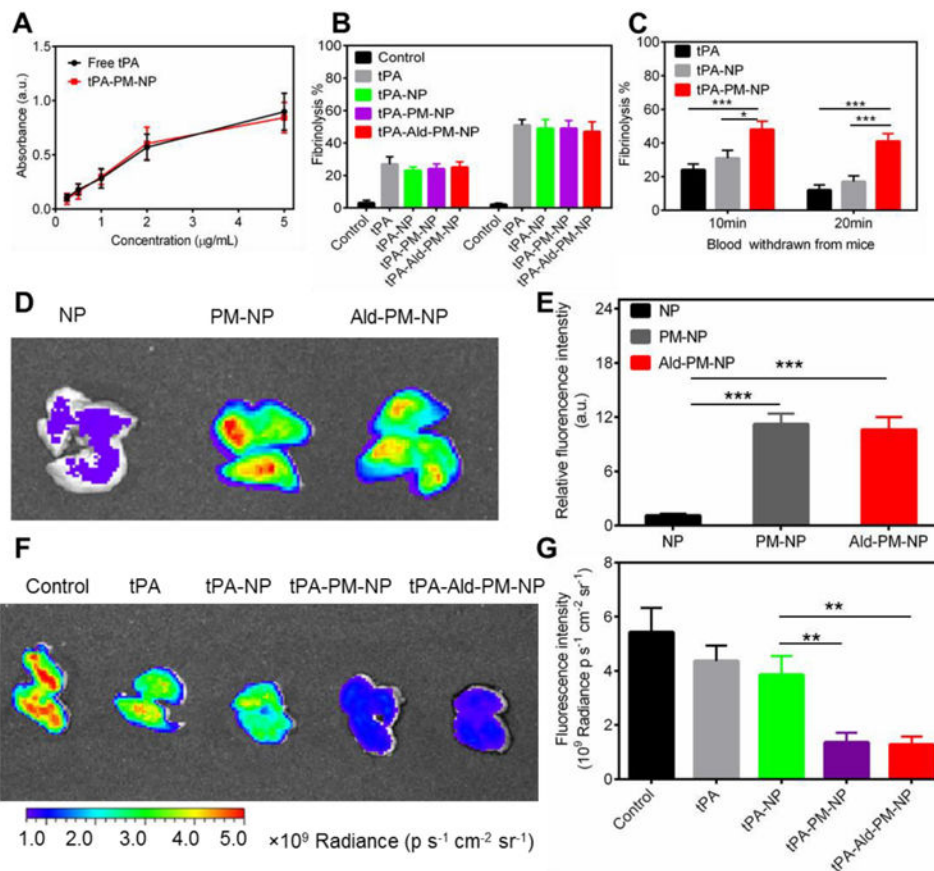 A
Absorbance (a.u.)
1.5
1.0
0.5
0.0
Free tPA
tPA-PM-NP
0
1
2
3
4
5
Concentration (μg/mL)
B
Fibrinolysis %
100
80
60
40
20
0
Control
tPA
tPA-NP
tPA-PM-NP
tPA-Ald-PM-NP
Control
tPA
tPA-NP
tPA-PM-NP
tPA-Ald-PM-NP
Control
tPA
tPA-NP
tPA-PM-NP
tPA-Ald-PM-NP
C
Fibrinolysis %
80
60
40
20
0
tPA
tPA-NP
tPA-PM-NP
***
*
***
***
10min
20min
Blood withdrawn from mice
D
NP
PM-NP
Ald-PM-NP
E
Relative fluorencence intenstiy
(a.u.)
24
18
12
6
0
NP
PM-NP
Ald-PM-NP
***
***
NP
PM-NP
Ald-PM-NP
F
Control
tPA
tPA-NP
tPA-PM-NP
tPA-Ald-PM-NP
1.0
2.0
3.0
4.0
5.0
×10⁹ Radiance (p s⁻¹ cm⁻² sr⁻¹)
G
Fluorescence intensity
(10⁹ Radiance p s⁻¹ cm⁻² sr⁻¹)
8
6
4
2
0
**
**
Control
tPA
tPA-NP
tPA-PM-NP
tPA-Ald-PM-NP